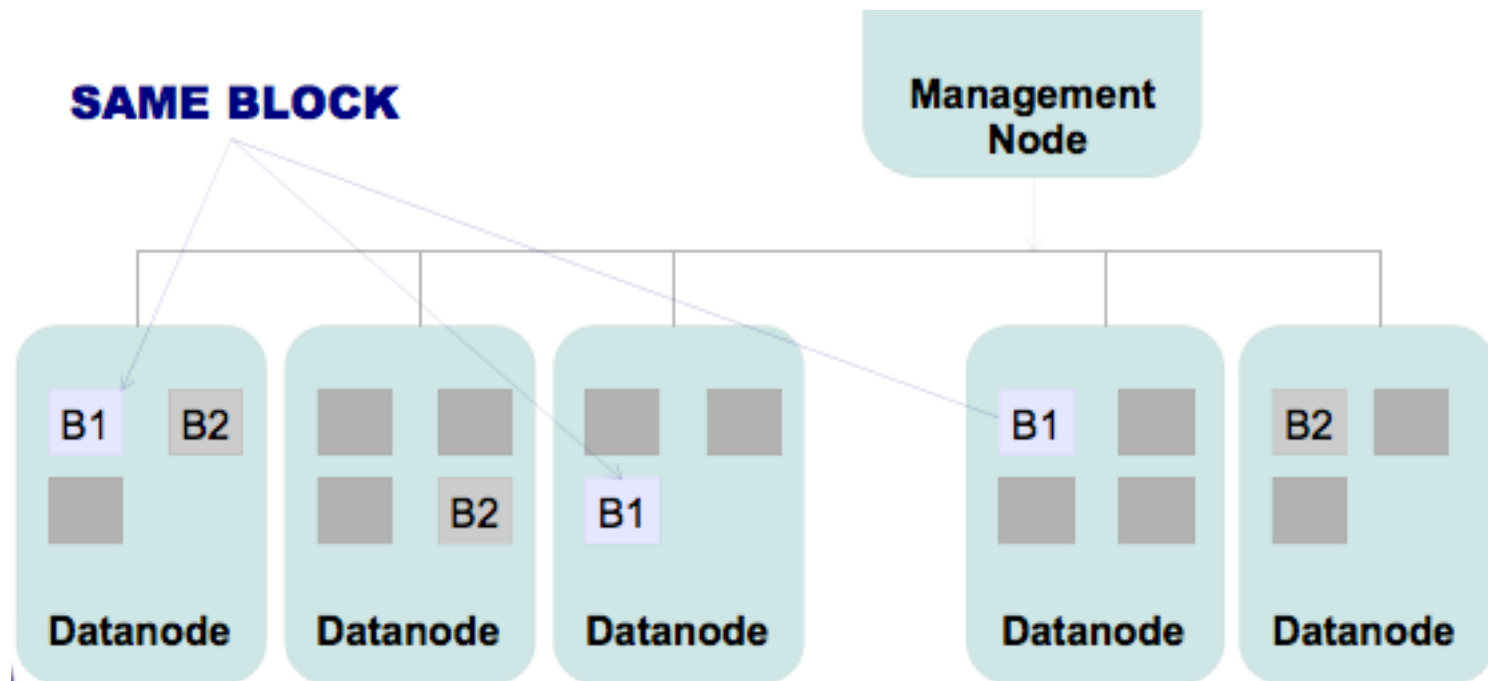 SAME BLOCK
Management
Node
B1 B2
B2
B1
B1
B2
Datanode Datanode Datanode Datanode Datanode